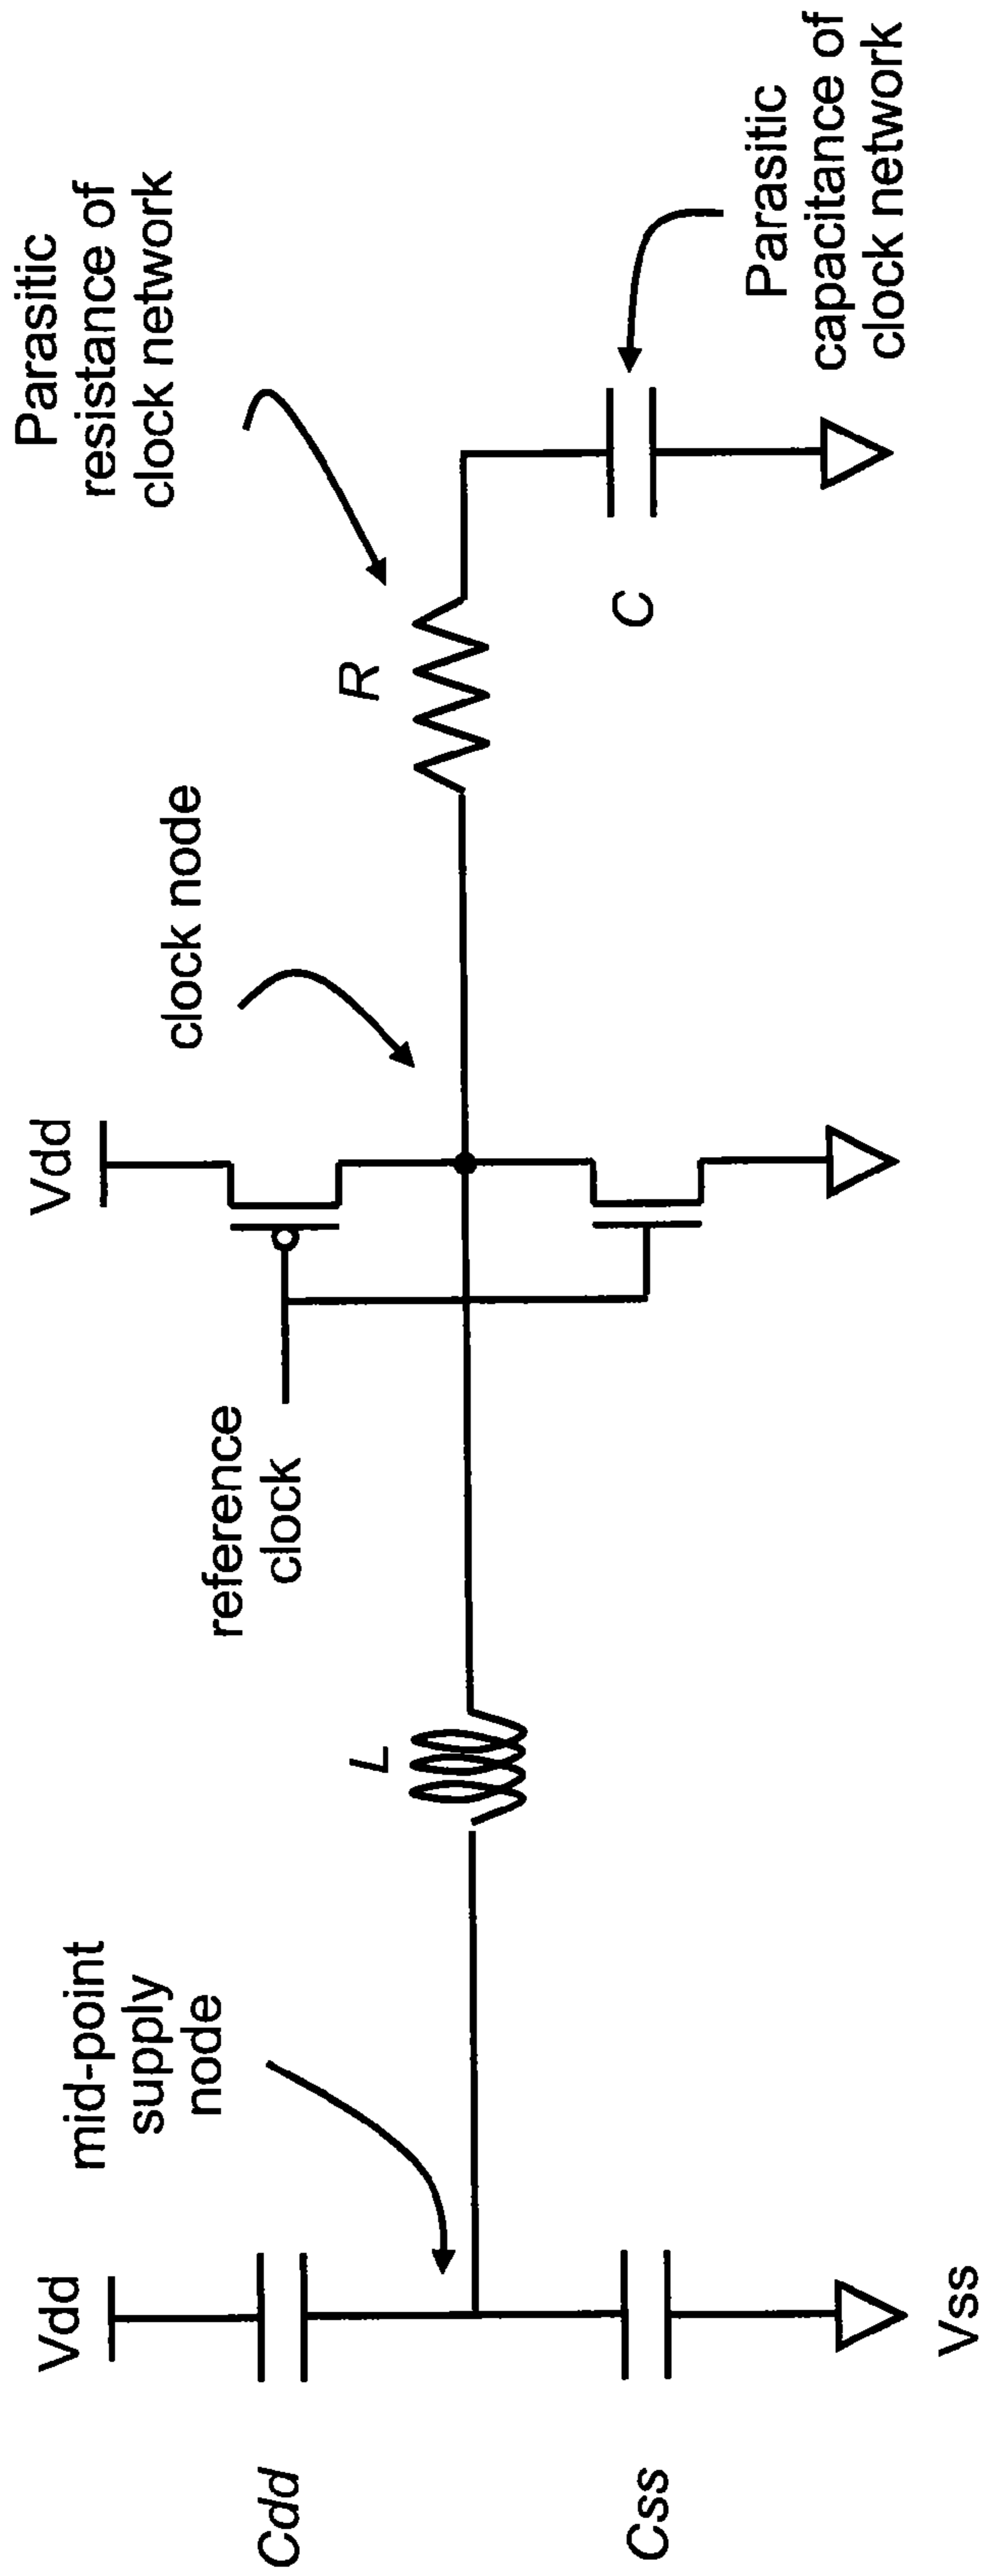 Vdd
Cdd
mid-point
supply
node
Css
Vss
L
reference
clock
Vdd
clock node
R
Parasitic
resistance of
clock network
C
Parasitic
capacitance of
clock network